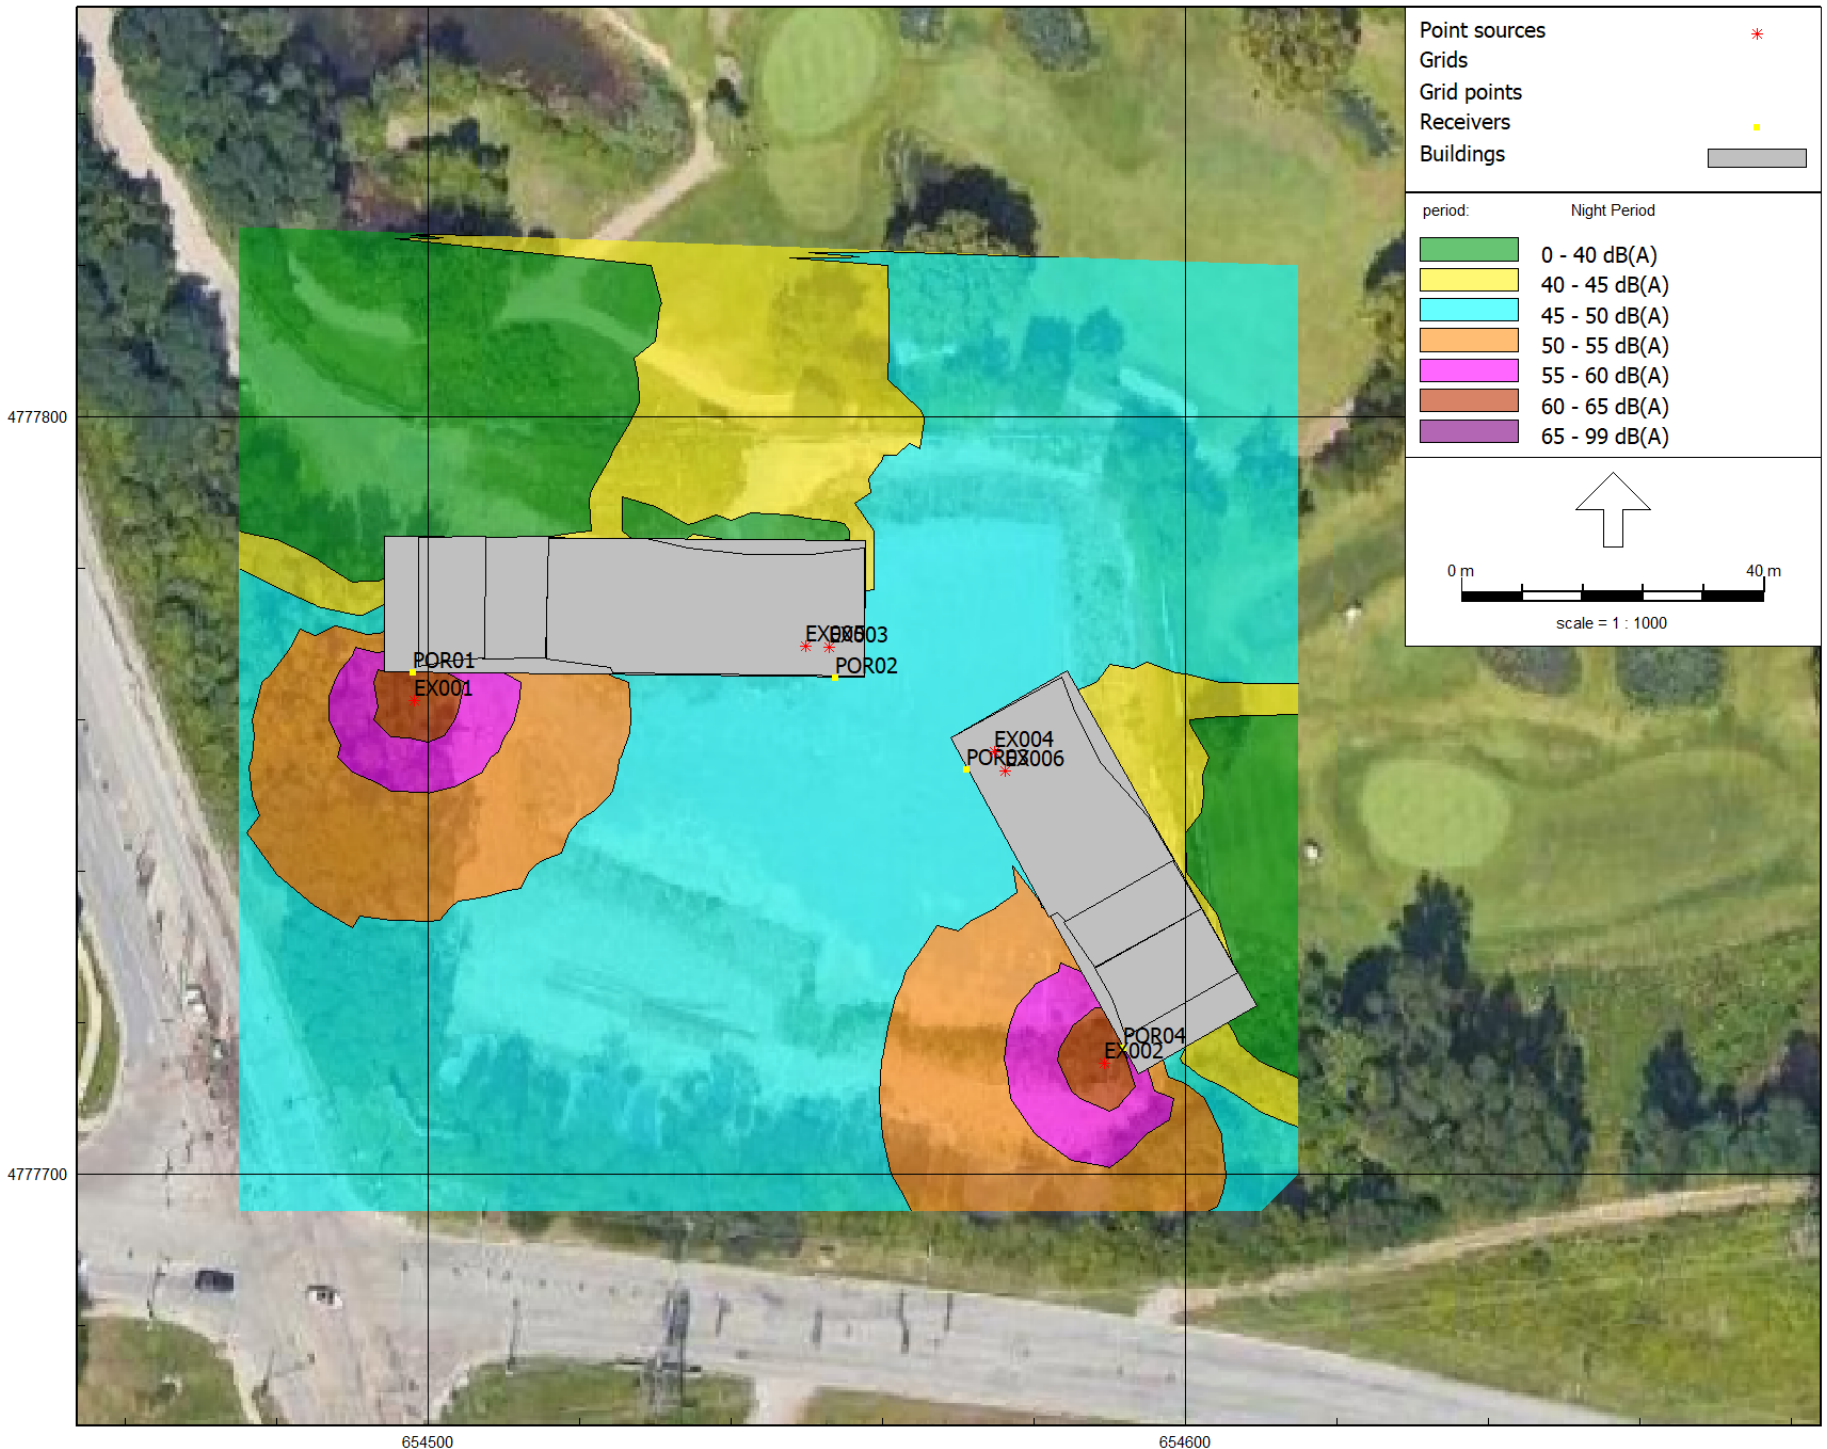 Point sources
Grids
Grid points
Receivers
Buildings
period: Night Period
0 - 40 dB(A)
40 - 45 dB(A)
45 - 50 dB(A)
50 - 55 dB(A)
55 - 60 dB(A)
60 - 65 dB(A)
65 - 99 dB(A)
0 m 40 m
scale = 1 : 1000
4777800
EX003
POR01
POR02
EX001
EX004
EX006
POR04
EX002
4777700
654500 654600